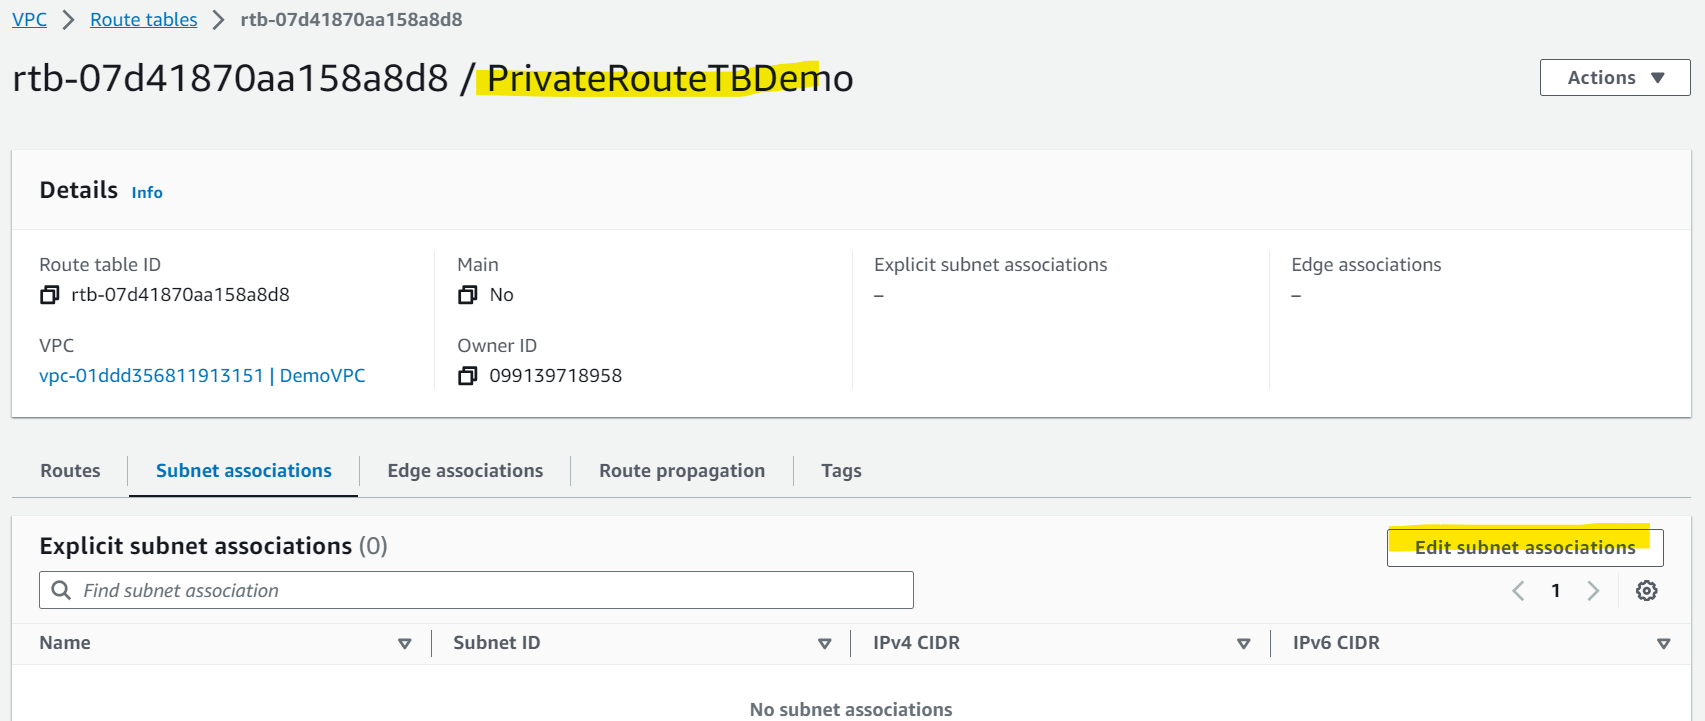 VPC > Route tables > rtb-07d41870aa158a8d8
rtb-07d41870aa158a8d8 / PrivateRouteTBDemo
Actions
Details Info
Route table ID
rtb-07d41870aa158a8d8
Main
No
Explicit subnet associations
–
Edge associations
–
VPC
vpc-01ddd356811913151 | DemoVPC
Owner ID
099139718958
Routes Subnet associations Edge associations Route propagation Tags
Explicit subnet associations (0)
Edit subnet associations
Find subnet association
1
Name Subnet ID IPv4 CIDR IPv6 CIDR
No subnet associations